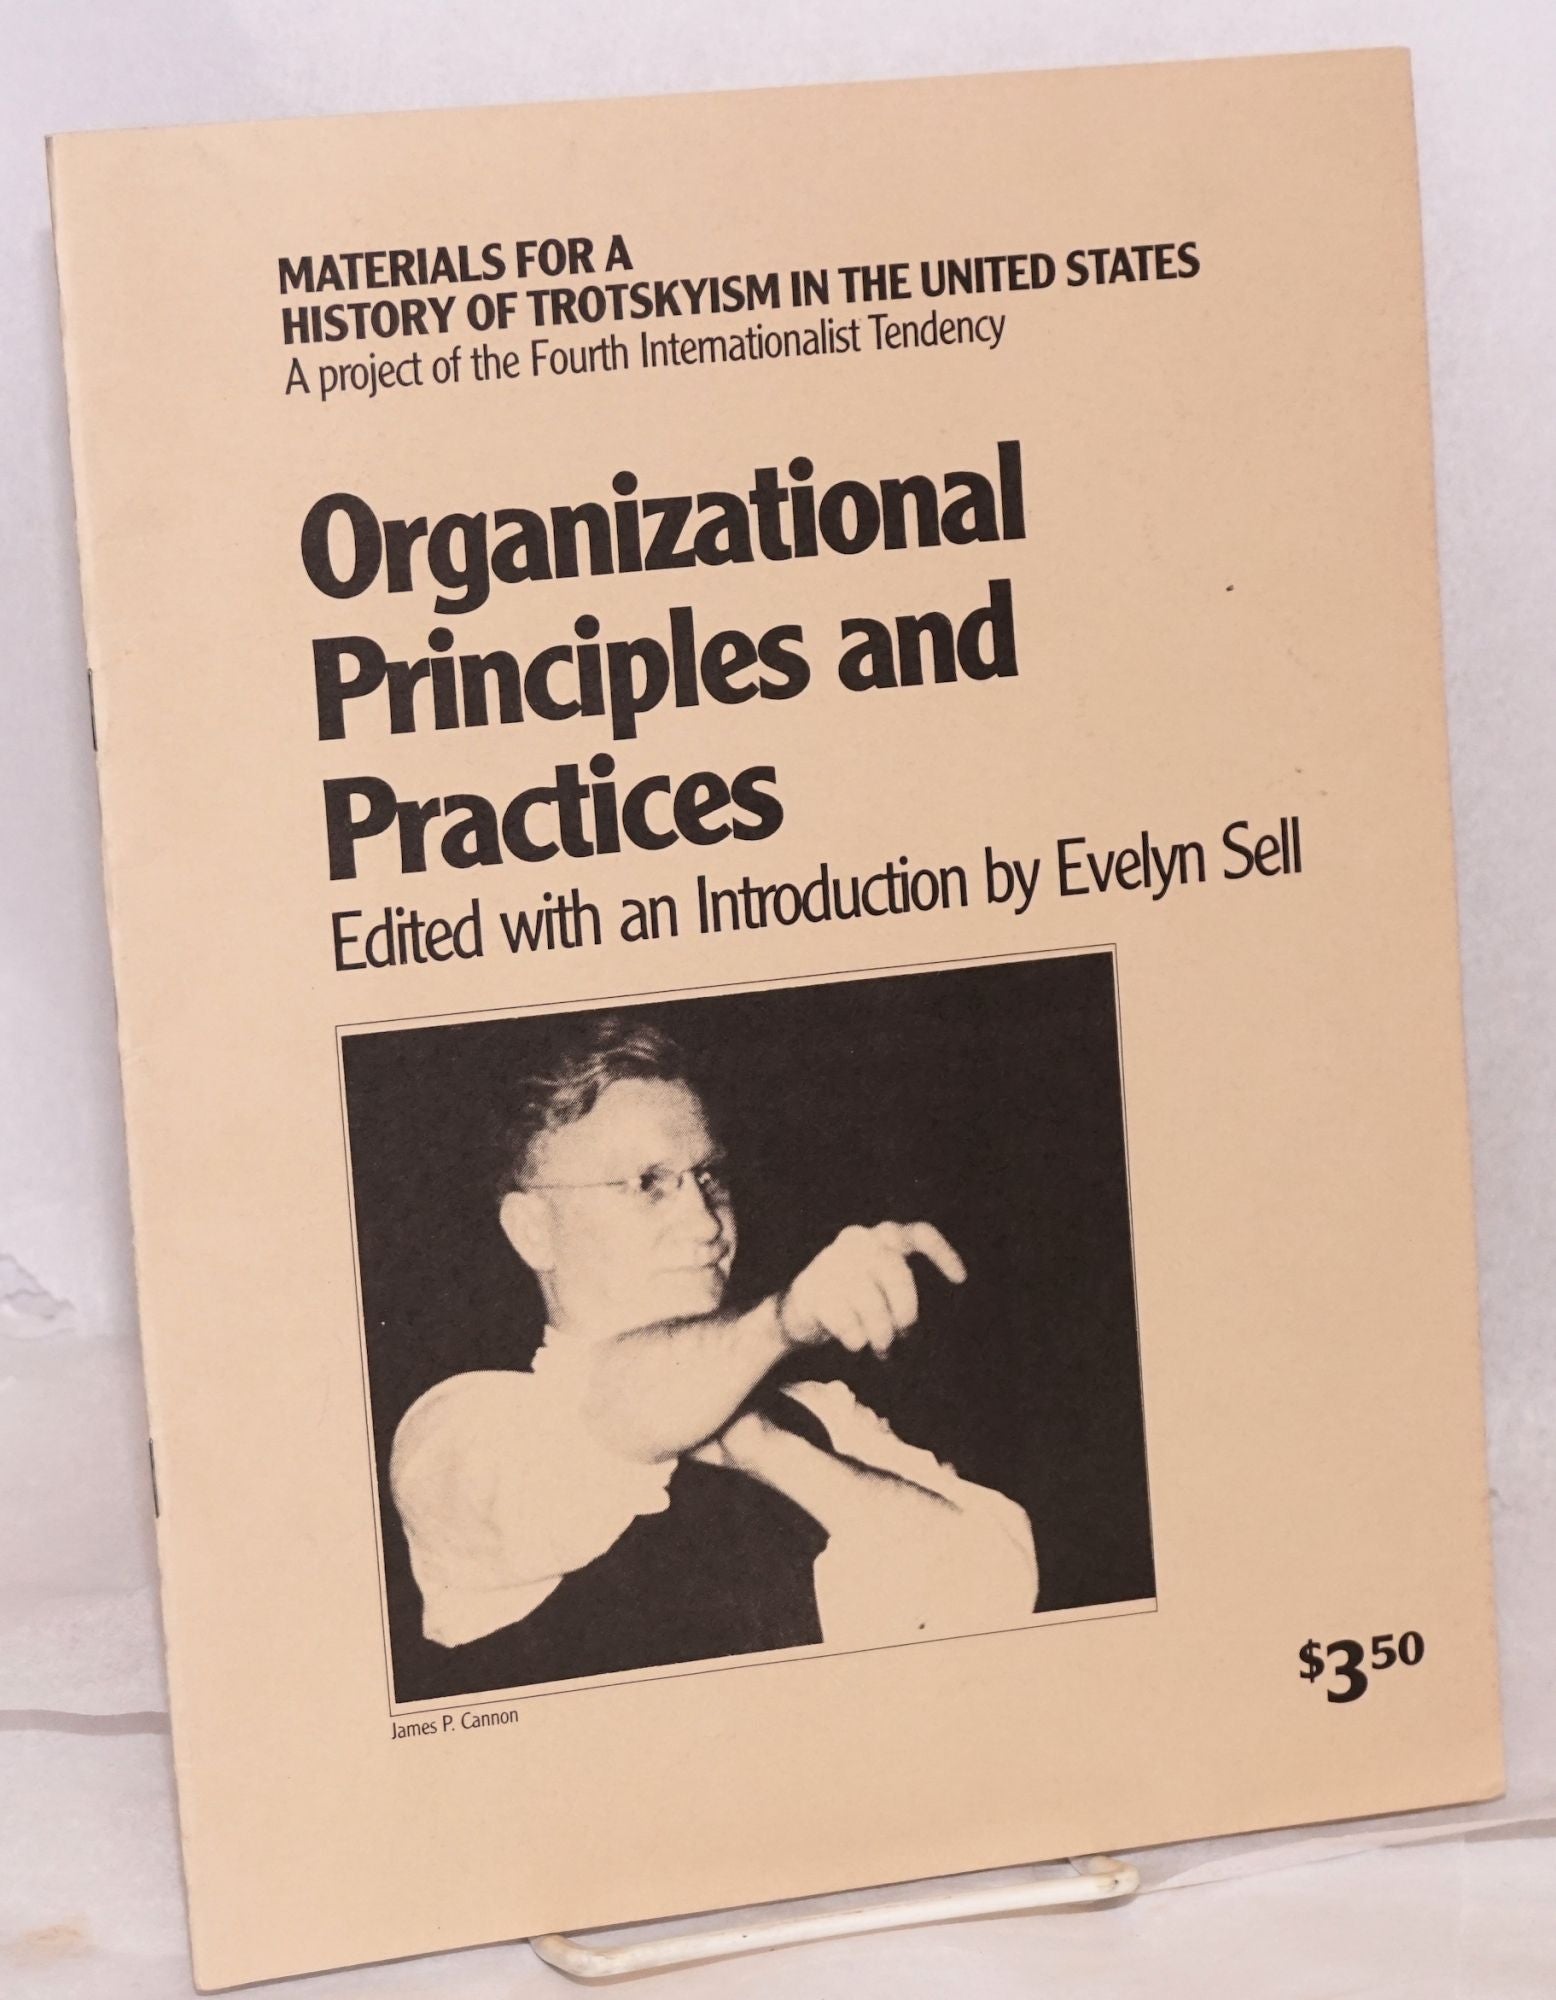 MATERIALS FOR A
HISTORY OF TROTSKYISM IN THE UNITED STATES
A project of the Fourth Internationalist Tendency
Organizational
Principles and
Practices
Edited with an Introduction by Evelyn Sell
James P. Cannon
$3.50